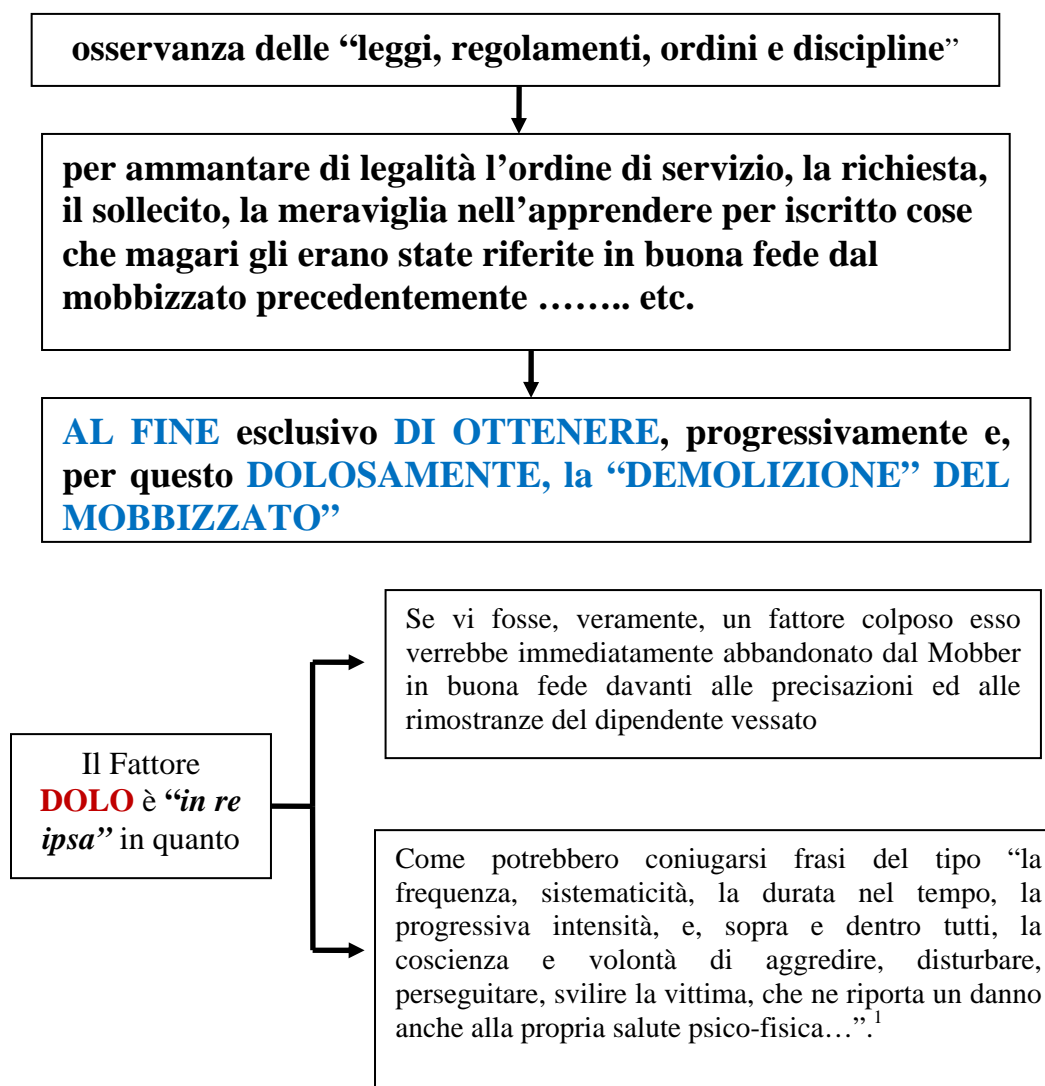 osservanza delle “leggi, regolamenti, ordini e discipline”
per ammantare di legalità l’ordine di servizio, la richiesta,
il sollecito, la meraviglia nell’apprendere per iscritto cose
che magari gli erano state riferite in buona fede dal
mobbizzato precedentemente …….. etc.
AL FINE esclusivo DI OTTENERE, progressivamente e,
per questo DOLOSAMENTE, la “DEMOLIZIONE” DEL
MOBBIZZATO”
Se vi fosse, veramente, un fattore colposo esso
verrebbe immediatamente abbandonato dal Mobber
in buona fede davanti alle precisazioni ed alle
rimostranze del dipendente vessato
Il Fattore
DOLO è “in re
ipsa” in quanto
Come potrebbero coniugarsi frasi del tipo “la
frequenza, sistematicità, la durata nel tempo, la
progressiva intensità, e, sopra e dentro tutti, la
coscienza e volontà di aggredire, disturbare,
perseguitare, svilire la vittima, che ne riporta un danno
anche alla propria salute psico-fisica…”.1